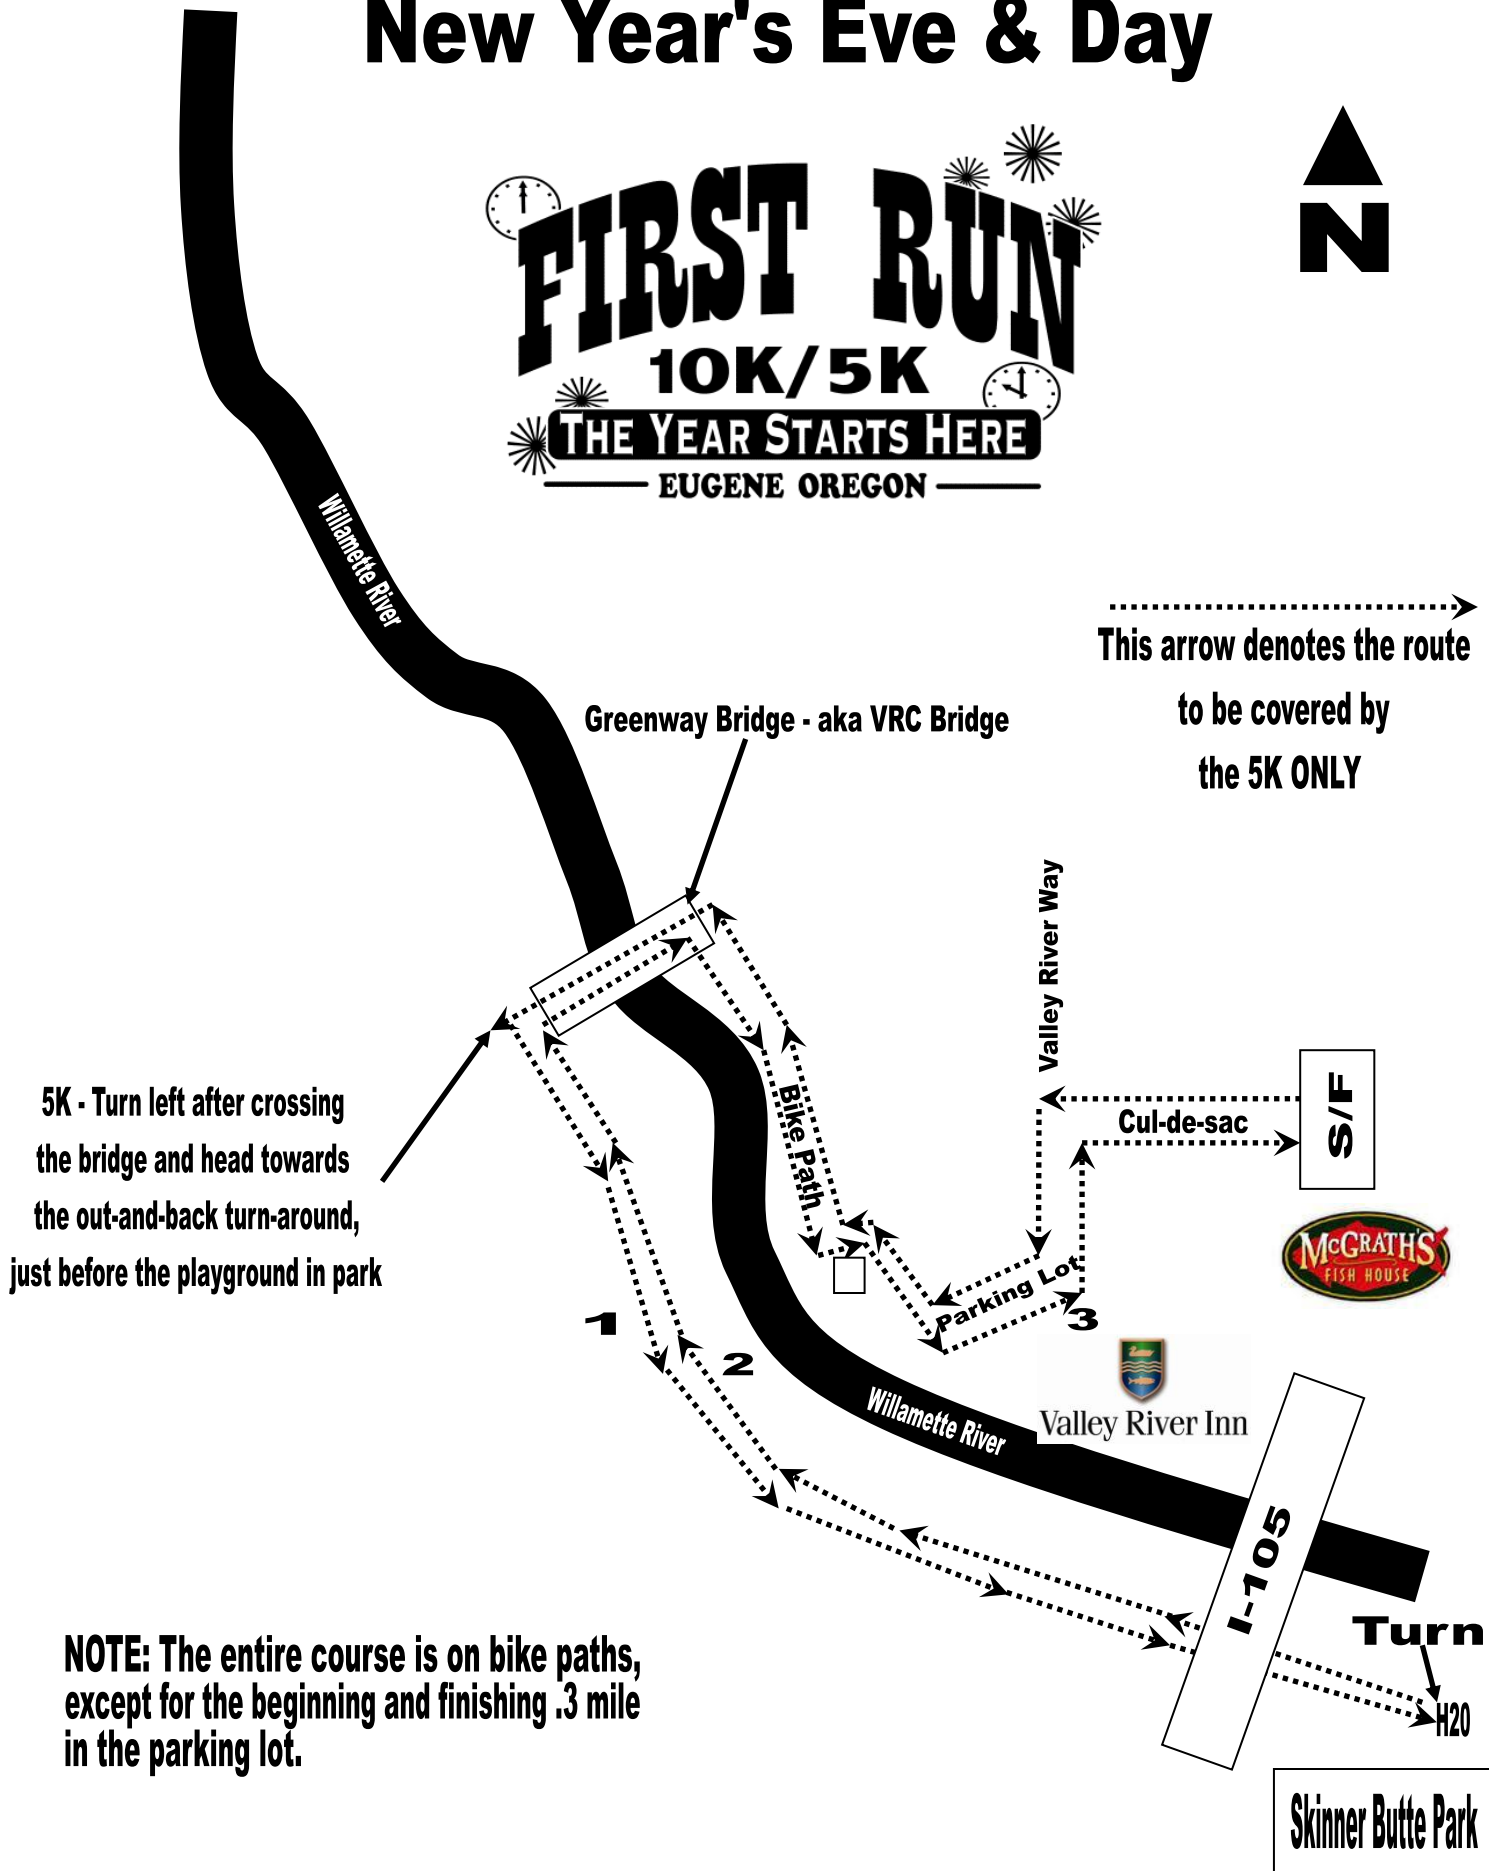 New Year's Eve & Day
N
FIRST RUN
10K/5K
THE YEAR STARTS HERE
EUGENE OREGON
Willamette River
This arrow denotes the route
to be covered by
the 5K ONLY
Greenway Bridge - aka VRC Bridge
Valley River Way
S/F
Cul-de-sac
Bike Path
5K - Turn left after crossing
the bridge and head towards
the out-and-back turn-around,
just before the playground in park
McGRATH'S
FISH HOUSE
Parking Lot
3
1
2
Valley River Inn
Willamette River
I-105
Turn
H20
NOTE: The entire course is on bike paths,
except for the beginning and finishing .3 mile
in the parking lot.
Skinner Butte Park